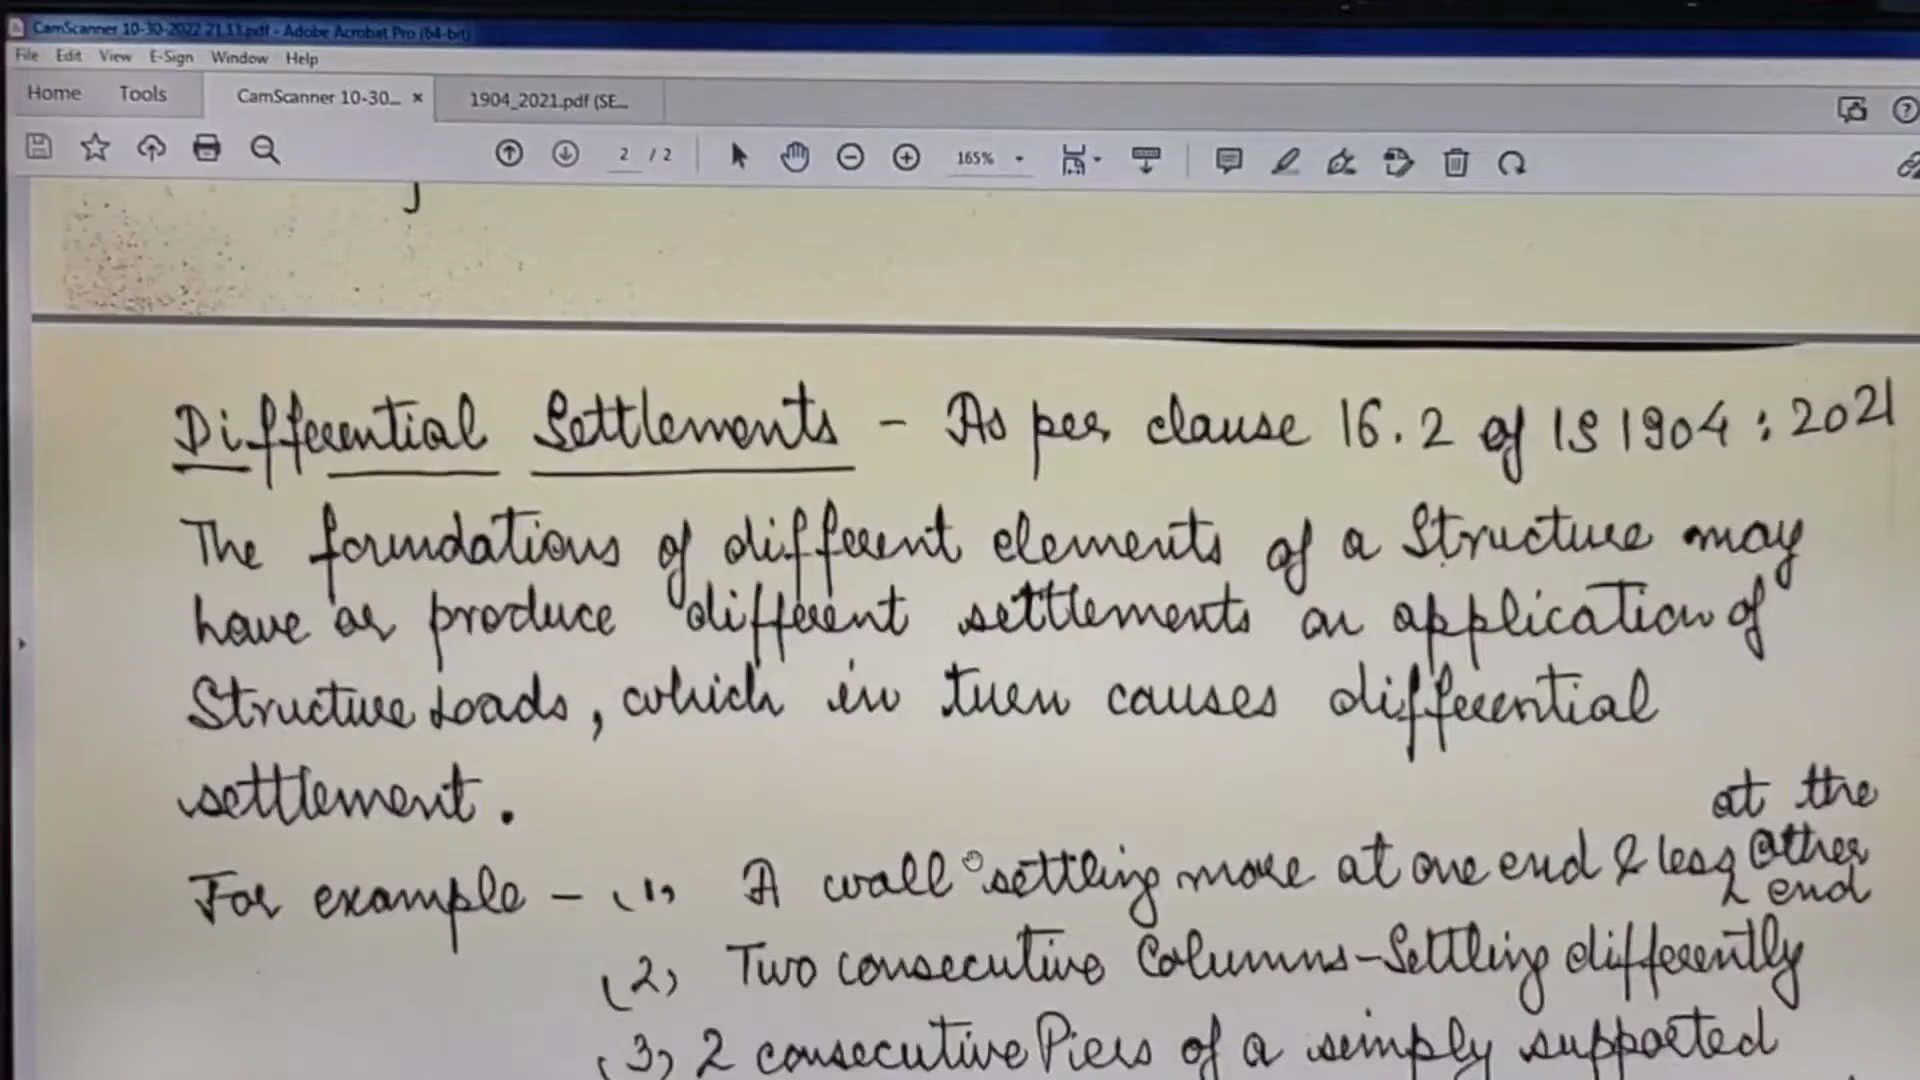 CamScanner 10-30-2022 21.13.pdf - Adobe Acrobat Pro (64-bit)
File Edit View E-Sign Window Help
Home Tools CamScanner 10-30... × 1904_2021.pdf (SE...
2 / 2 165%
Differential Settlements - As per clause 16.2 of IS 1904 : 2021
The foundations of different elements of a Structure may
have or produce different settlements on application of
Structure Loads, which in turn causes differential
settlement.
at the
For example - (1) A wall settling more at one end & less other
end
(2) Two consecutive Columns-Settling differently
(3) 2 consecutive Piers of a simply supported